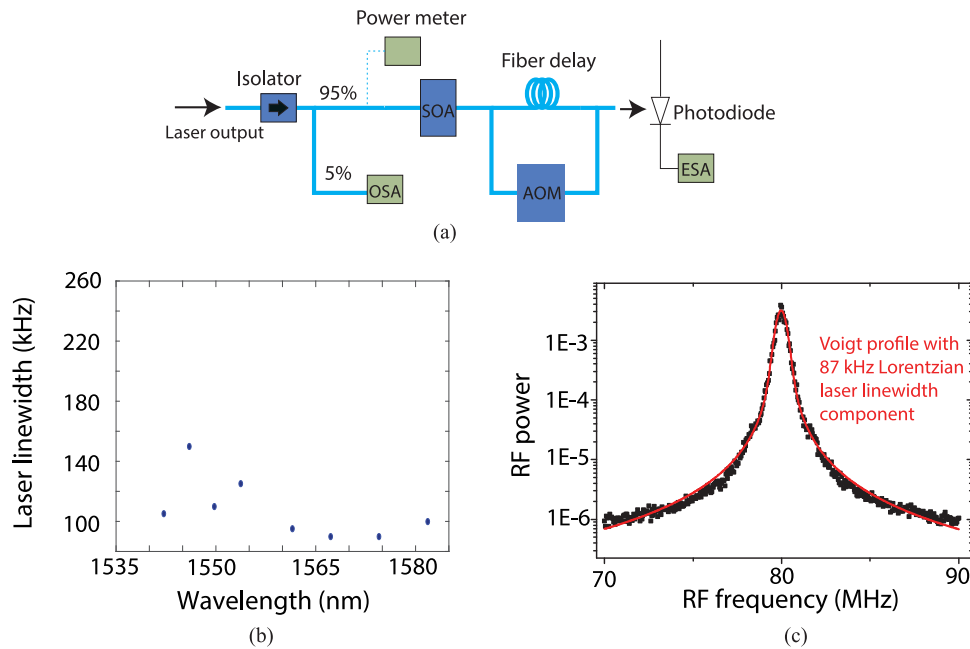 Power meter
Isolator
Fiber delay
95%
SOA
Laser output
Photodiode
5%
OSA
AOM
ESA
(a)
260
220
180
140
100
Laser linewidth (kHz)
1535
1550
1565
1580
Wavelength (nm)
(b)
1E-3
1E-4
1E-5
1E-6
RF power
Voigt profile with
87 kHz Lorentzian
laser linewidth
component
70
80
90
RF frequency (MHz)
(c)